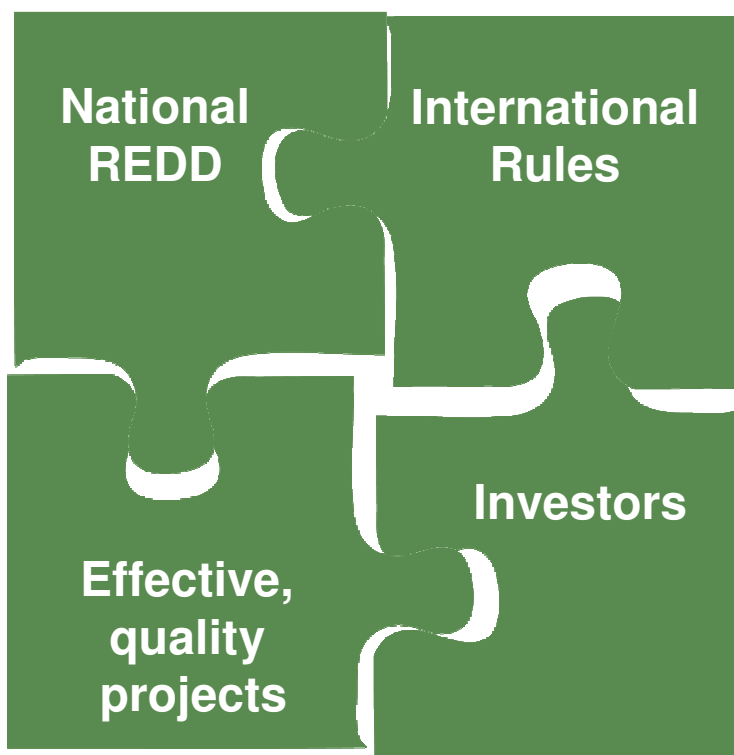 National
REDD
International
Rules
Investors
Effective,
quality
projects